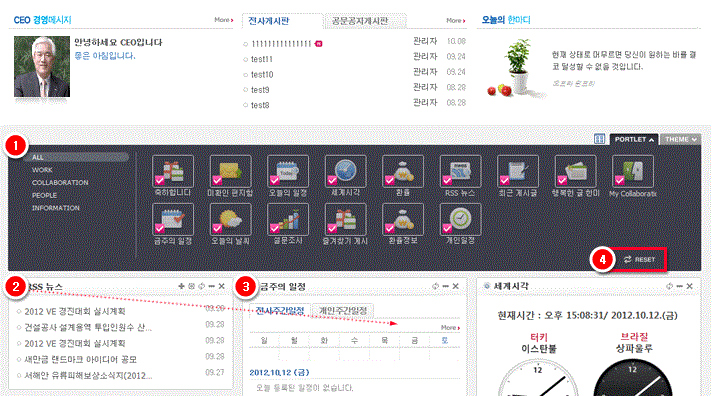 CEO 경영메시지
More
안녕하세요 CEO입니다
좋은 아침입니다.
전사게시판
공문공지게시판
More
111111111111111
관리자 10.08
test11 관리자 09.24
test10 관리자 09.24
test9 관리자 08.28
test8 관리자 08.28
오늘의 한마디
현재 상태로 머무르면 당신이 원하는 바를 결
코 달성할 수 없을 것입니다.
오프라 윈프리
PORTLET
THEME
1
ALL
WORK
COLLABORATION
PEOPLE
INFORMATION
축하합니다
미확인 편지함
오늘의 일정
세계시각
환율
RSS 뉴스
최근 게시글
행복한 글 한미
My Collaboratio
금주의 일정
오늘의 날씨
설문조사
즐겨찾기 게시
환율정보
개인일정
4
RESET
2
RSS 뉴스
2012 VE 경진대회 실시계획 09.28
건설공사 설계용역 투입인원수 산... 09.28
2012 VE 경진대회 실시계획 09.28
새만금 랜드마크 아이디어 공모 09.28
서해안 유류피해보상소식지(2012... 09.27
3
금주의 일정
전사주간일정
개인주간일정
More
일 월 화 수 목 금 토
2012.10.12 (금)
오늘 등록된 일정이 없습니다.
세계시각
현재시간 : 오후 15:08:31/ 2012.10.12.(금)
터키
이스탄불
브라질
상파울루
12
12